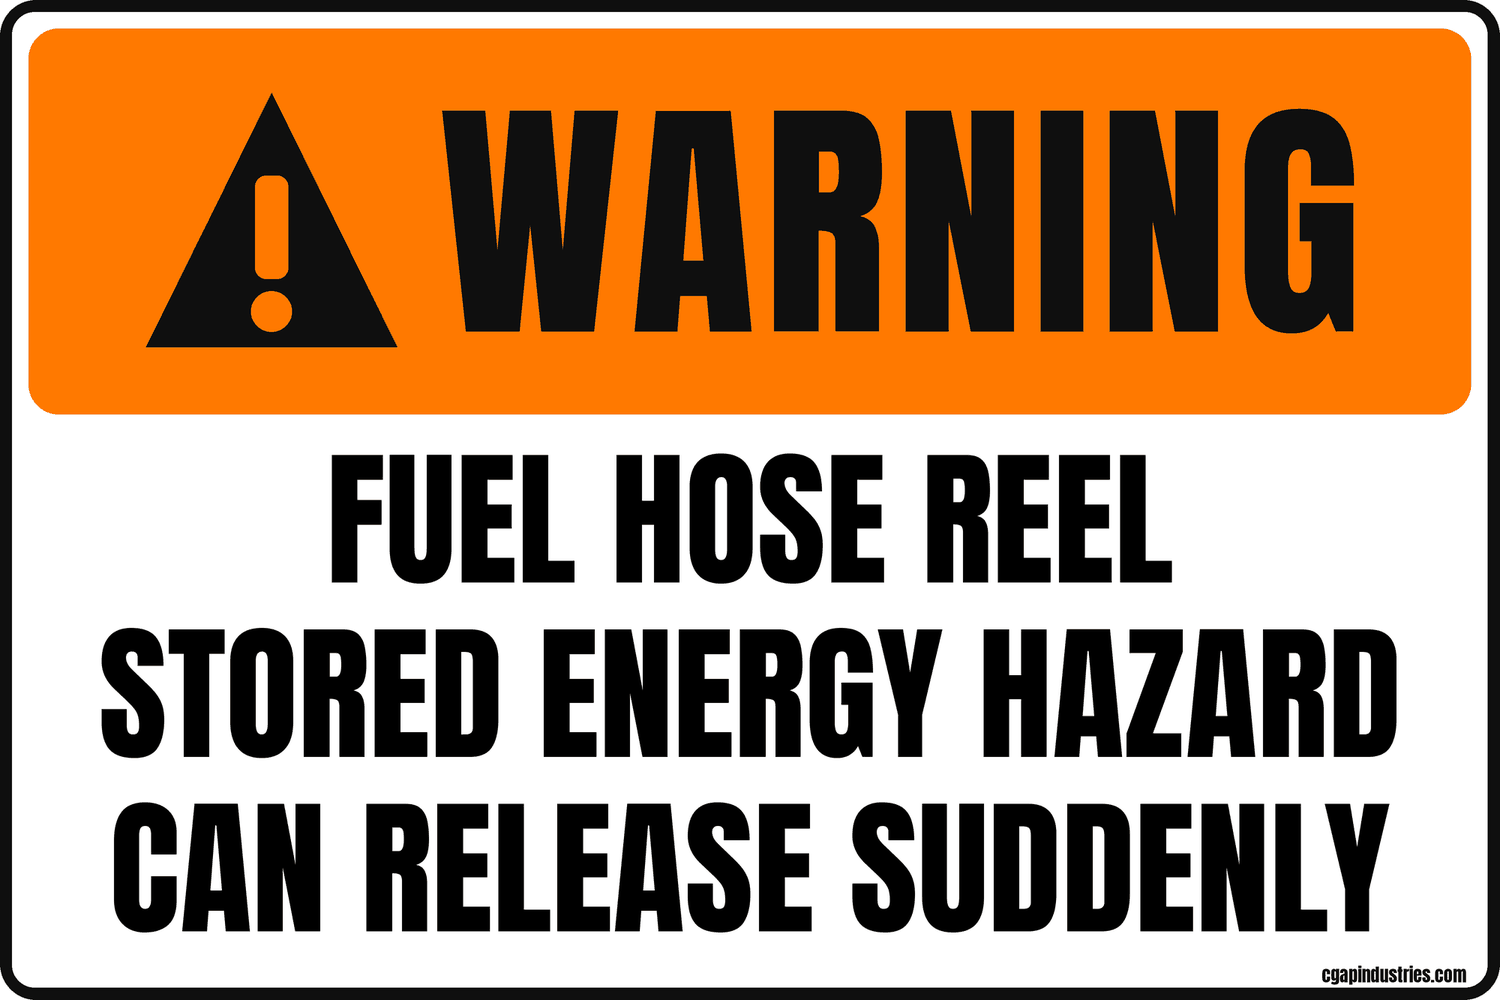 WARNING
FUEL HOSE REEL
STORED ENERGY HAZARD
CAN RELEASE SUDDENLY
cgapindustries.com